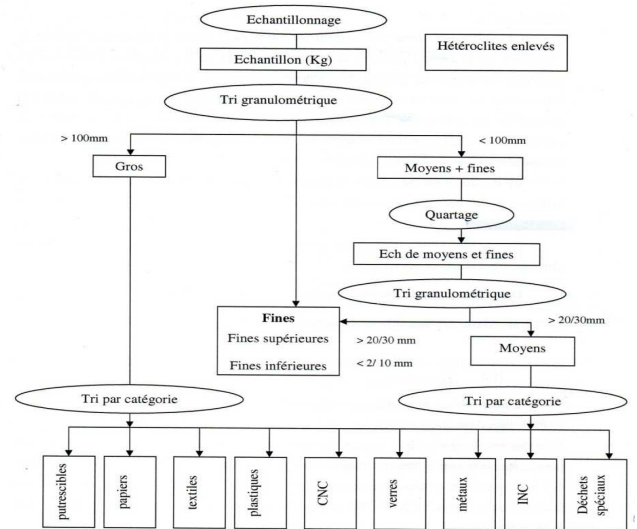 Echantillonnage
Echantillon (Kg)
Hétéroclites enlevés
Tri granulométrique
> 100mm
< 100mm
Gros
Moyens + fines
Quartage
Ech de moyens et fines
Tri granulométrique
Fines
Fines supérieures
Fines inférieures
> 20/30 mm
< 2/ 10 mm
> 20/30mm
Moyens
Tri par catégorie
Tri par catégorie
putrescibles
papiers
textiles
plastiques
CNC
verres
métaux
INC
Déchets
spéciaux